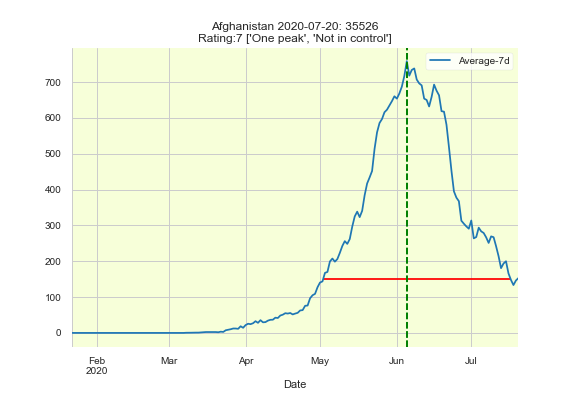 Afghanistan 2020-07-20: 35526
Rating:7 ['One peak', 'Not in control']
Average-7d
700
600
500
400
300
200
100
0
Feb Mar Apr May Jun Jul
2020
Date